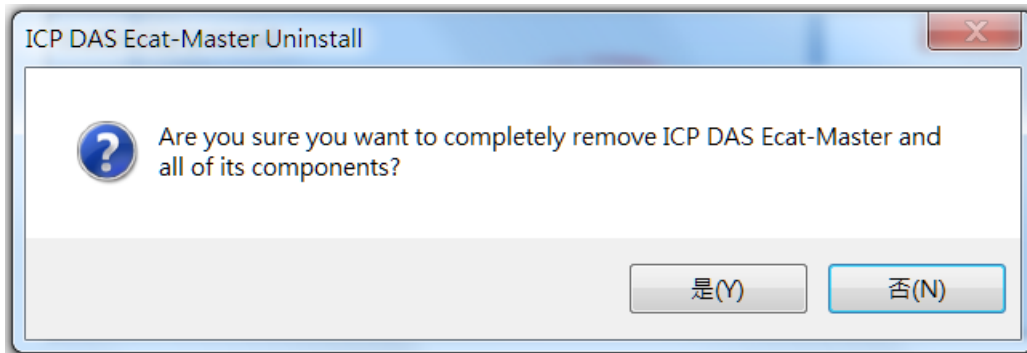 ICP DAS Ecat-Master Uninstall
Are you sure you want to completely remove ICP DAS Ecat-Master and
all of its components?
是(Y) 否(N)